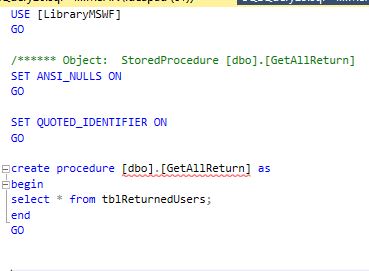 USE [LibraryMSWF]
GO
/****** Object:  StoredProcedure [dbo].[GetAllReturn]
SET ANSI_NULLS ON
GO
SET QUOTED_IDENTIFIER ON
GO
create procedure [dbo].[GetAllReturn] as
begin
select * from tblReturnedUsers;
end
GO